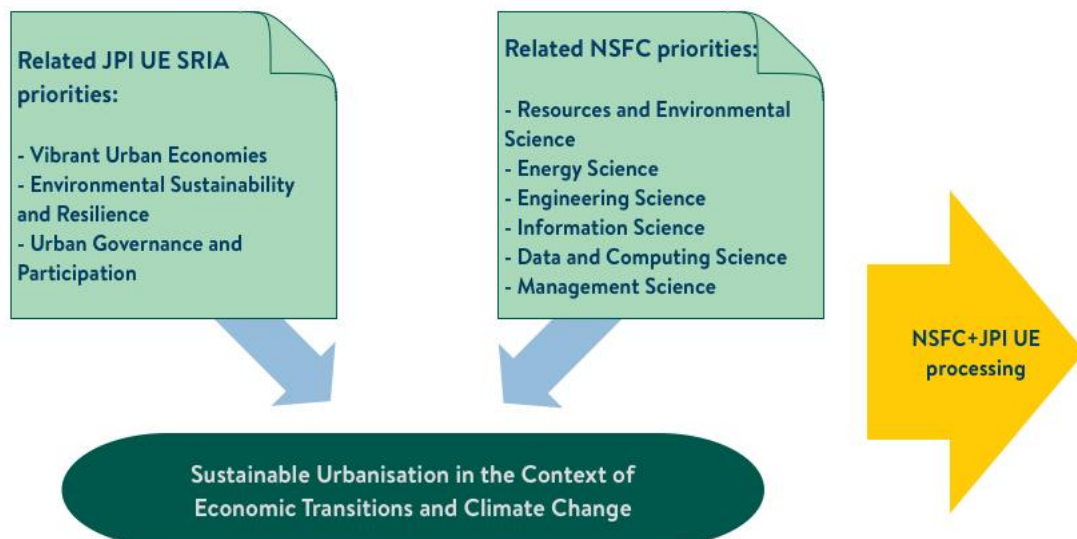 Related JPI UE SRIA
priorities:
- Vibrant Urban Economies
- Environmental Sustainability
and Resilience
- Urban Governance and
Participation
Related NSFC priorities:
- Resources and Environmental
Science
- Energy Science
- Engineering Science
- Information Science
- Data and Computing Science
- Management Science
NSFC+JPI UE
processing
Sustainable Urbanisation in the Context of
Economic Transitions and Climate Change